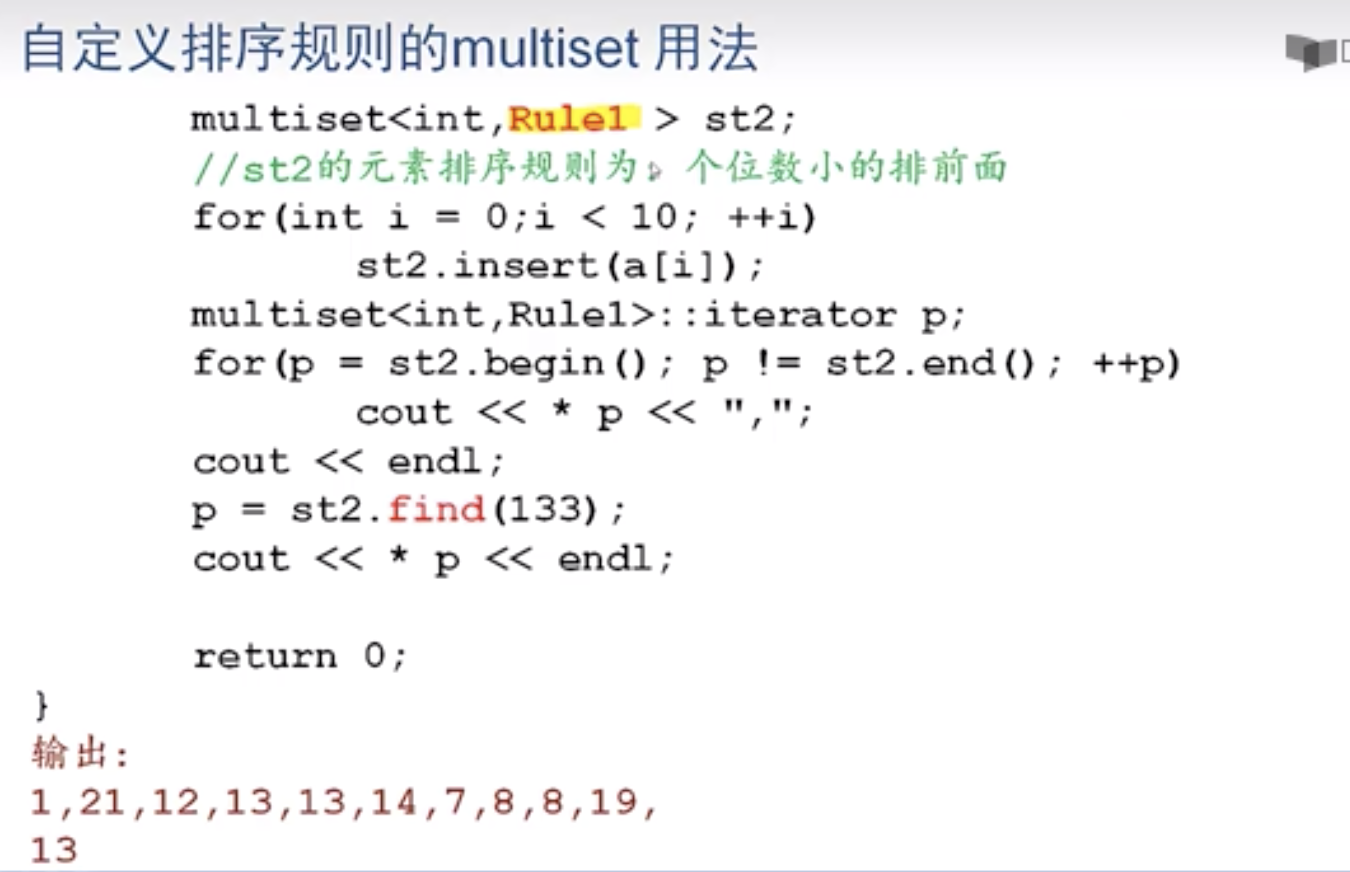 自定义排序规则的multiset 用法
multiset<int,Rule1 > st2;
//st2的元素排序规则为: 个位数小的排前面
for(int i = 0;i < 10; ++i)
st2.insert(a[i]);
multiset<int,Rule1>::iterator p;
for(p = st2.begin(); p != st2.end(); ++p)
cout << * p << ",";
cout << endl;
p = st2.find(133);
cout << * p << endl;
return 0;
}
输出:
1,21,12,13,13,14,7,8,8,19,
13